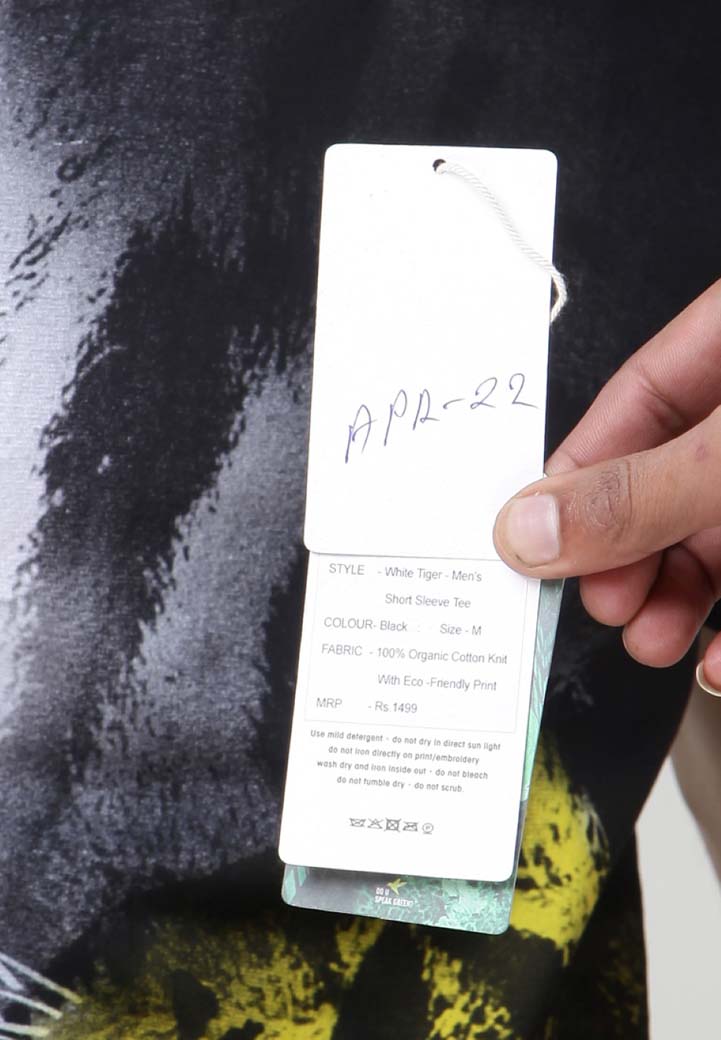 APR-22
STYLE - White Tiger - Men's
Short Sleeve Tee
COLOUR- Black : Size - M
FABRIC - 100% Organic Cotton Knit
With Eco -Friendly Print
MRP - Rs.1499
Use mild detergent - do not dry in direct sun light
do not iron directly on print/embroidery
wash dry and iron inside out - do not bleach
do not tumble dry - do not scrub.
DO U
SPEAK GREEN?